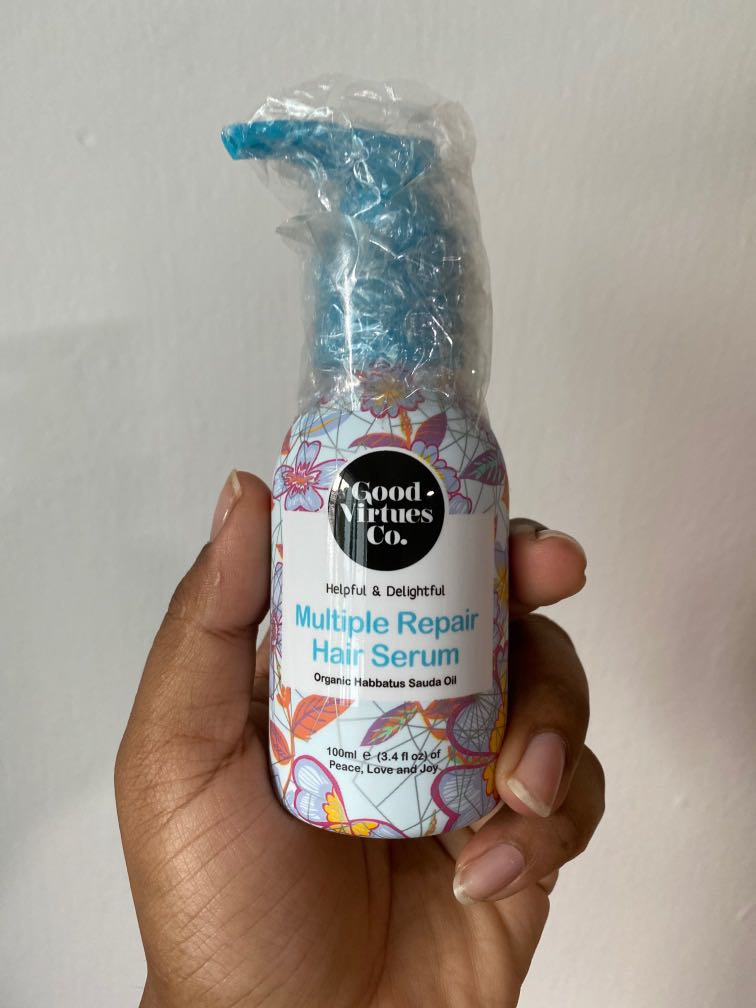 Good
Virtues
Co.
Helpful & Delightful
Multiple Repair
Hair Serum
Organic Habbatus Sauda Oil
100ml e (3.4 fl oz) of
Peace, Love and Joy